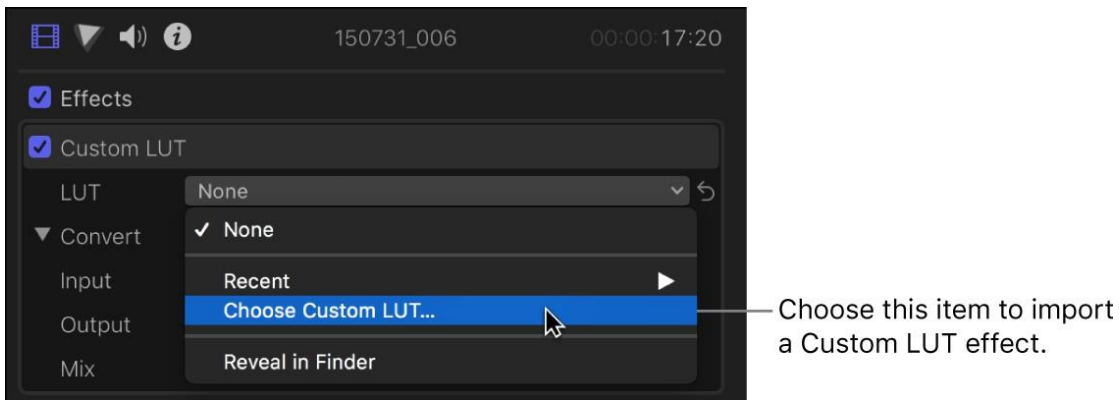 150731_006 00:00:17:20
Effects
Custom LUT
LUT None
None
Convert
Input Recent
Choose Custom LUT...
Output
Mix Reveal in Finder
Choose this item to import
a Custom LUT effect.